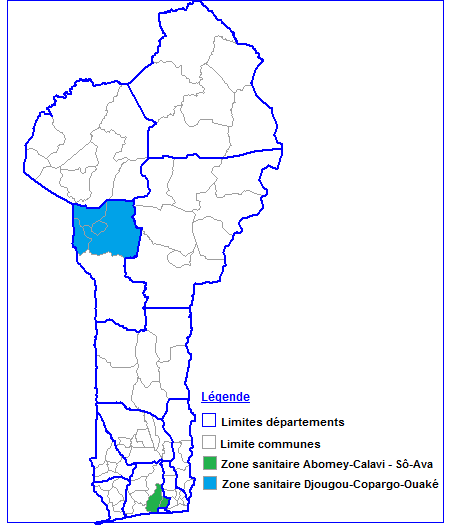 Légende
Limites départements
Limite communes
Zone sanitaire Abomey-Calavi - Sô-Ava
Zone sanitaire Djougou-Copargo-Ouaké